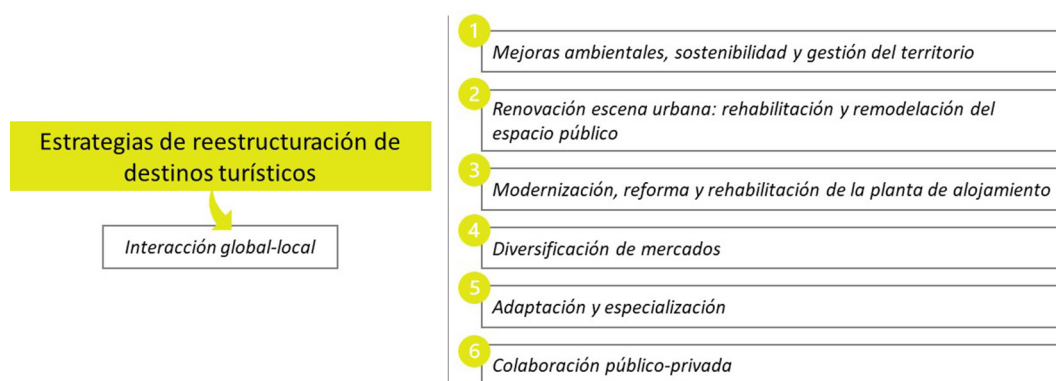 Estrategias de reestructuración de
destinos turísticos
Interacción global-local
1
Mejoras ambientales, sostenibilidad y gestión del territorio
2
Renovación escena urbana: rehabilitación y remodelación del
espacio público
3
Modernización, reforma y rehabilitación de la planta de alojamiento
4
Diversificación de mercados
5
Adaptación y especialización
6
Colaboración público-privada